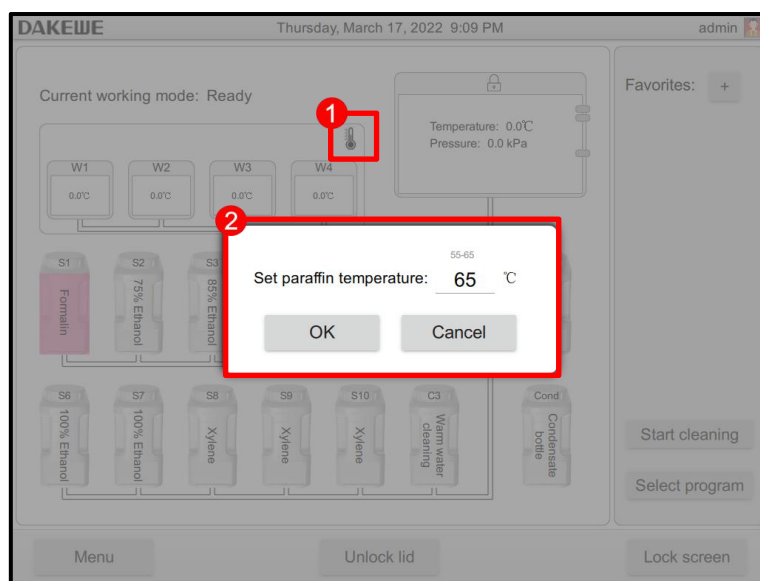 DAKEWE Thursday, March 17, 2022 9:09 PM admin
Current working mode: Ready
Favorites: +
1
Temperature: 0.0℃
Pressure: 0.0 kPa
W1 W2 W3 W4
0.0℃ 0.0℃ 0.0℃ 0.0℃
2
55-65
Set paraffin temperature: 65 ℃
OK Cancel
S1 S2 S3
Formalin 75% Ethanol 85% Ethanol
S6 S7 S8 S9 S10 C3 Cond
100% Ethanol 100% Ethanol Xylene Xylene Xylene Warm water cleaning Condensate bottle
Start cleaning
Select program
Menu Unlock lid Lock screen